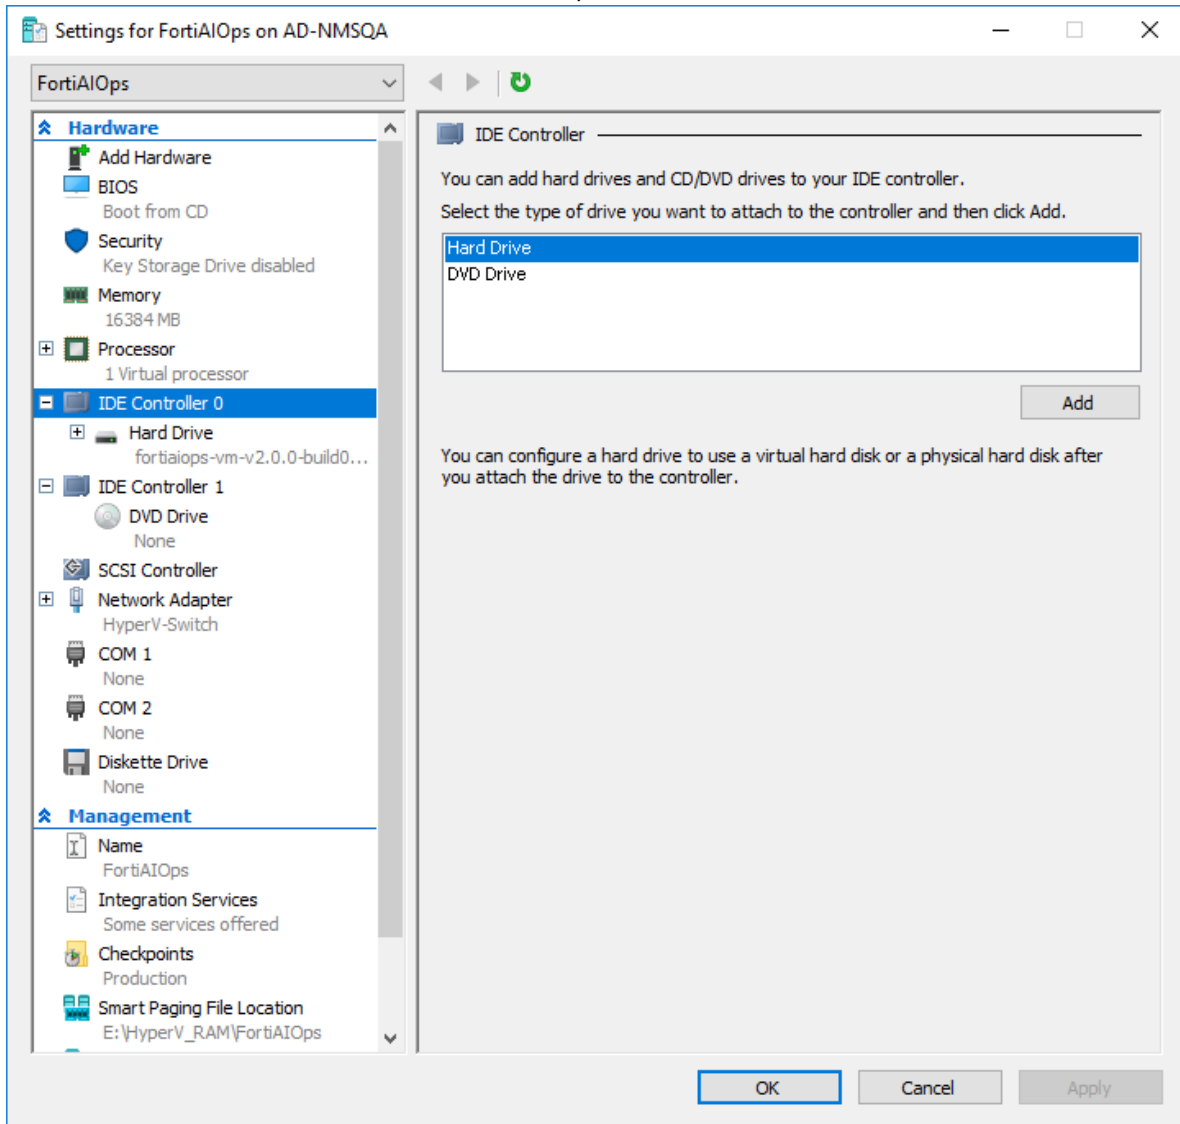 Settings for FortiAIOps on AD-NMSQA
FortiAIOps
Hardware
Add Hardware
BIOS
Boot from CD
Security
Key Storage Drive disabled
Memory
16384 MB
Processor
1 Virtual processor
IDE Controller 0
Hard Drive
fortiaiops-vm-v2.0.0-build0...
IDE Controller 1
DVD Drive
None
SCSI Controller
Network Adapter
HyperV-Switch
COM 1
None
COM 2
None
Diskette Drive
None
Management
Name
FortiAIOps
Integration Services
Some services offered
Checkpoints
Production
Smart Paging File Location
E:\HyperV_RAM\FortiAIOps
IDE Controller
You can add hard drives and CD/DVD drives to your IDE controller.
Select the type of drive you want to attach to the controller and then click Add.
Hard Drive
DVD Drive
Add
You can configure a hard drive to use a virtual hard disk or a physical hard disk after
you attach the drive to the controller.
OK
Cancel
Apply